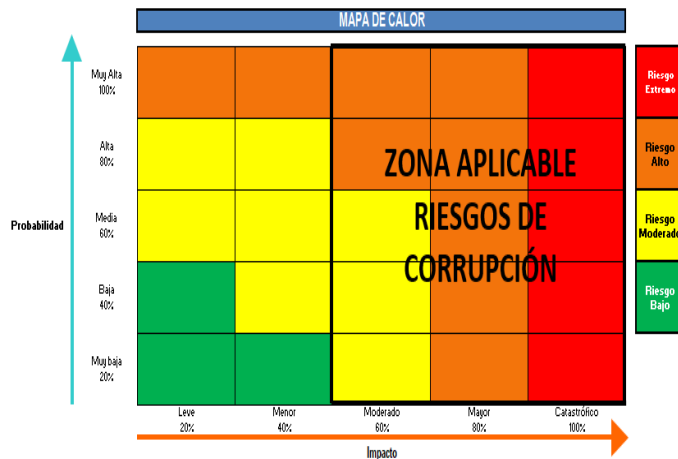 MAPA DE CALOR
Muy Alta
100%
Alta
80%
Media
60%
Baja
40%
Muy baja
20%
Probabilidad
ZONA APLICABLE
RIESGOS DE
CORRUPCIÓN
Riesgo
Extremo
Riesgo
Alto
Riesgo
Moderado
Riesgo
Bajo
Leve
20%
Menor
40%
Moderado
60%
Mayor
80%
Catastrófico
100%
Impacto